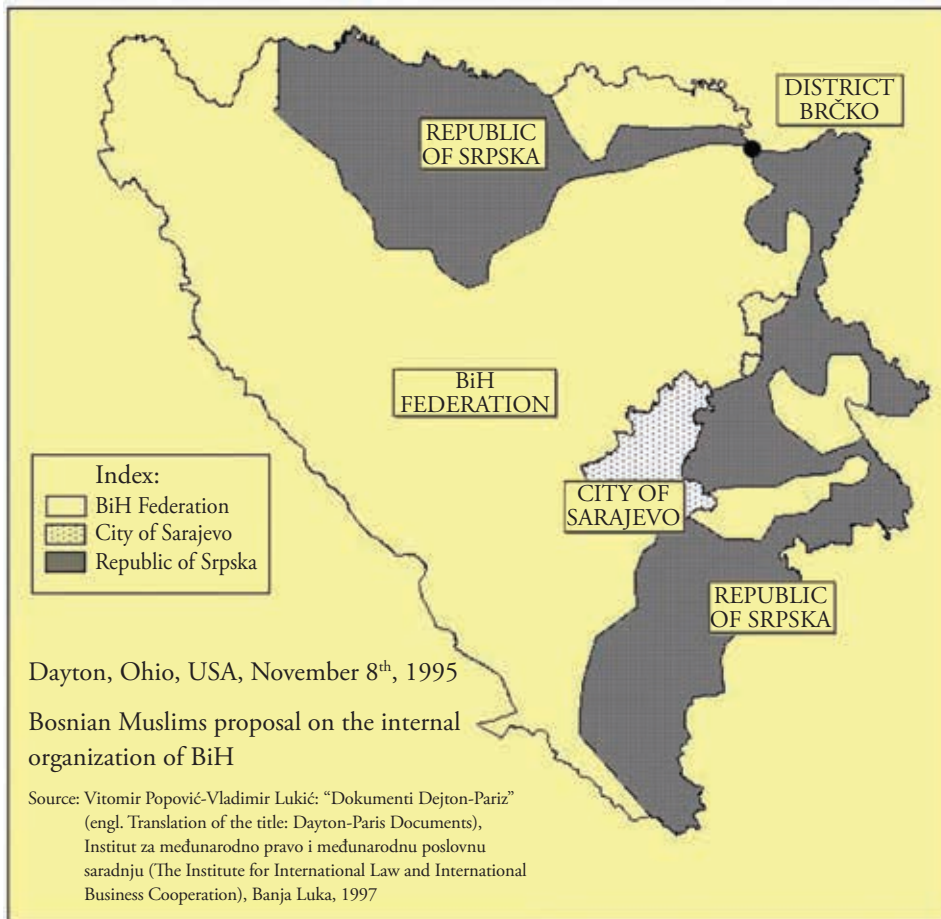 DISTRICT
BRČKO
REPUBLIC
OF SRPSKA
BiH
FEDERATION
CITY OF
SARAJEVO
REPUBLIC
OF SRPSKA
Index:
BiH Federation
City of Sarajevo
Republic of Srpska
Dayton, Ohio, USA, November 8th, 1995
Bosnian Muslims proposal on the internal
organization of BiH
Source: Vitomir Popović-Vladimir Lukić: “Dokumenti Dejton-Pariz”
(engl. Translation of the title: Dayton-Paris Documents),
Institut za međunarodno pravo i međunarodnu poslovnu
saradnju (The Institute for International Law and International
Business Cooperation), Banja Luka, 1997